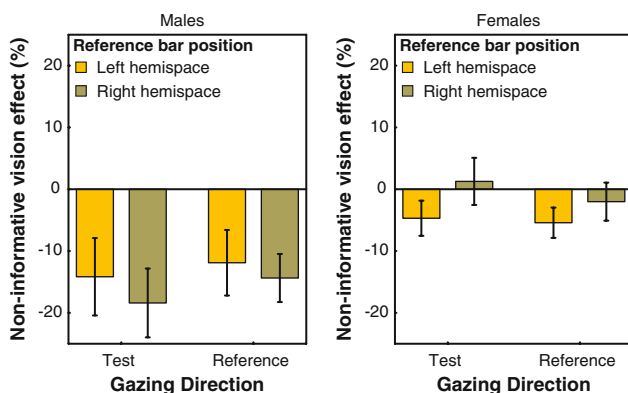 Males
Non-informative vision effect (%)
20
10
0
-10
-20
Reference bar position
Left hemispace
Right hemispace
Test
Reference
Gazing Direction
Females
Non-informative vision effect (%)
20
10
0
-10
-20
Reference bar position
Left hemispace
Right hemispace
Test
Reference
Gazing Direction